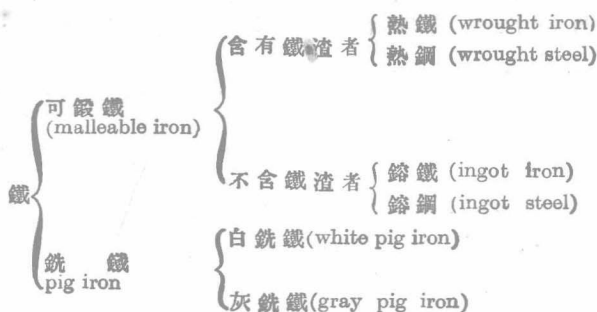 熟鐵 (wrought iron)
含有鐵渣者
熟鋼 (wrought steel)
可鍛鐵
(malleable iron)
不含鐵渣者
鎔鐵 (ingot iron)
鎔鋼 (ingot steel)
鐵
白銑鐵(white pig iron)
銑鐵
pig iron
灰銑鐵(gray pig iron)